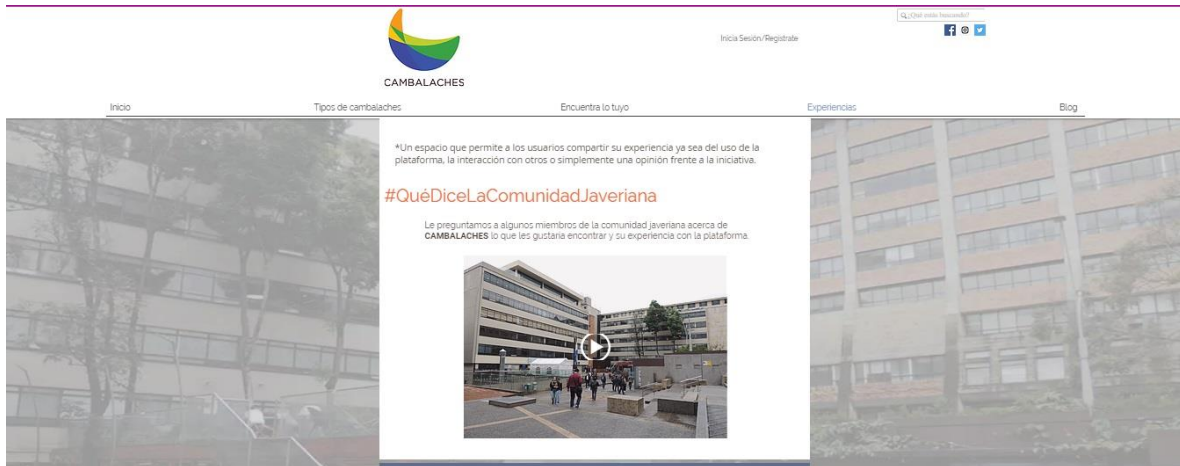 ¿Qué estás buscando?
Inicia Sesión/Registrate
CAMBALACHES
Inicio
Tipos de cambalaches
Encuentra lo tuyo
Experiencias
Blog
*Un espacio que permite a los usuarios compartir su experiencia ya sea del uso de la
plataforma, la interacción con otros o simplemente una opinión frente a la iniciativa.
#QuéDiceLaComunidadJaveriana
Le preguntamos a algunos miembros de la comunidad javeriana acerca de
CAMBALACHES lo que les gustaría encontrar y su experiencia con la plataforma.